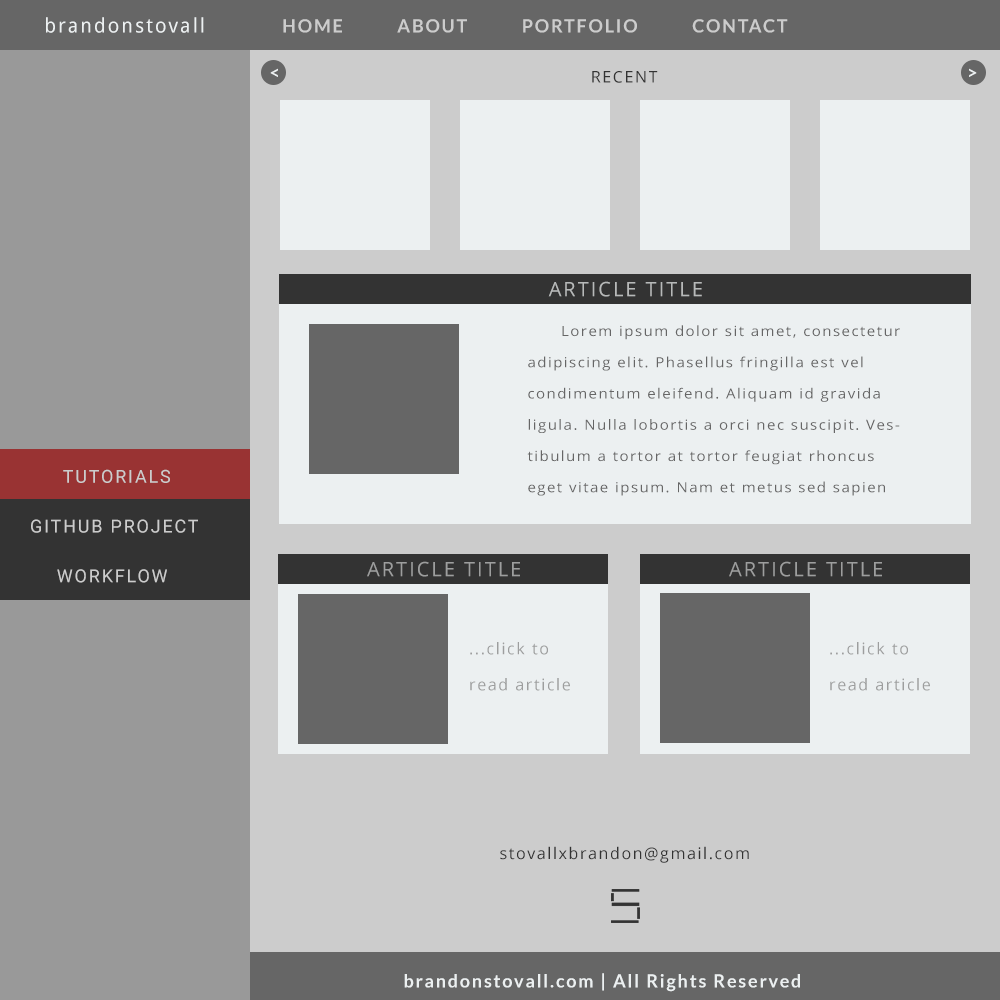 brandonstovall HOME ABOUT PORTFOLIO CONTACT
< RECENT >
ARTICLE TITLE
Lorem ipsum dolor sit amet, consectetur
adipiscing elit. Phasellus fringilla est vel
condimentum eleifend. Aliquam id gravida
ligula. Nulla lobortis a orci nec suscipit. Ves-
tibulum a tortor at tortor feugiat rhoncus
eget vitae ipsum. Nam et metus sed sapien
TUTORIALS
GITHUB PROJECT
WORKFLOW
ARTICLE TITLE
...click to
read article
ARTICLE TITLE
...click to
read article
stovallxbrandon@gmail.com
S
brandonstovall.com | All Rights Reserved